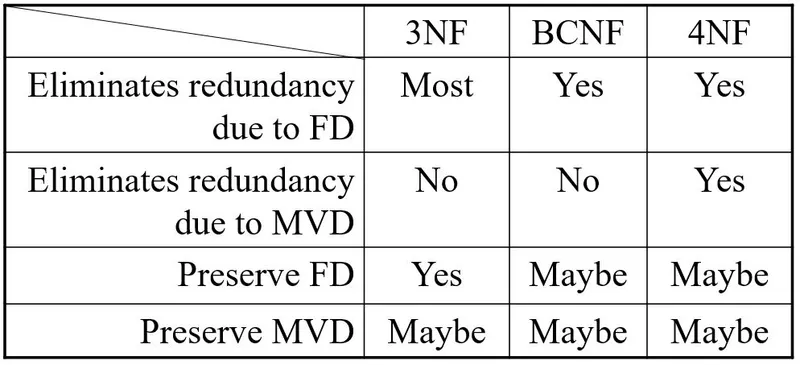 3NF BCNF 4NF
Eliminates redundancy Most Yes Yes
due to FD
Eliminates redundancy No No Yes
due to MVD
Preserve FD Yes Maybe Maybe
Preserve MVD Maybe Maybe Maybe